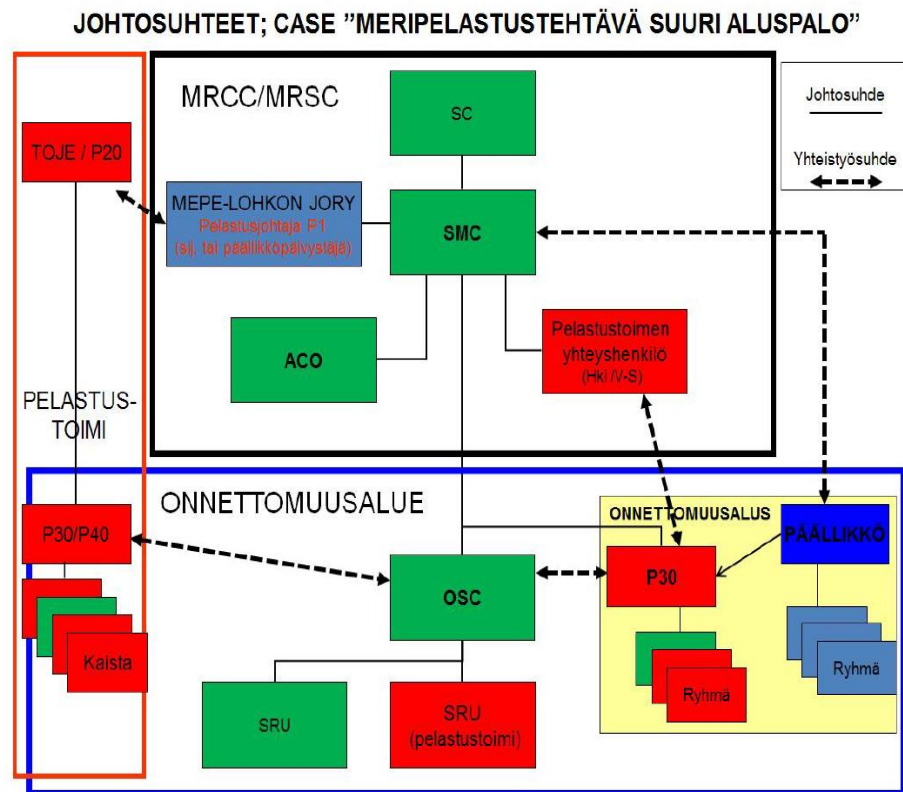 JOHTOSUHTEET; CASE ”MERIPELASTUSTEHTÄVÄ SUURI ALUSPALO”
MRCC/MRSC
SC
Johtosuhde
Yhteistyösuhde
TOJE / P20
MEPE-LOHKON JORY
Pelastusjohtaja P1
(sij. tai päällikköpäivystäjä)
SMC
ACO
Pelastustoimen
yhteyshenkilö
(Hki /V-S)
PELASTUS-
TOIMI
ONNETTOMUUSALUE
P30/P40
Kaista
OSC
SRU
SRU
(pelastustoimi)
ONNETTOMUUSALUS
P30
PÄÄLLIKKÖ
Ryhmä
Ryhmä